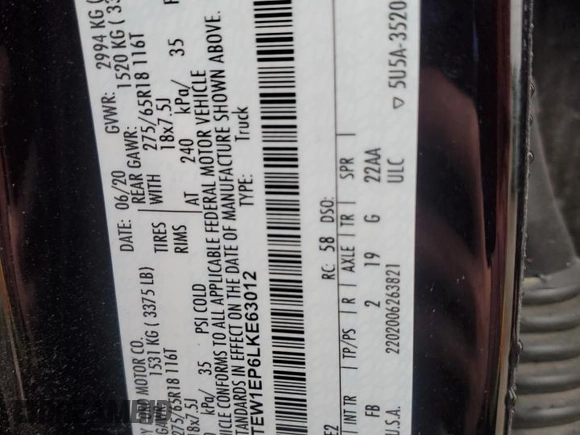 Y FORD MOTOR CO.
DATE: 06/20
GVWR: 2994 KG (
1531 KG ( 3375 LB)
REAR GAWR: 1520 KG ( 33
275/65R18 116T
TIRES
WITH 275/65R18 116T
18x7.5J
RIMS
18x7.5J
kPa/ 35 PSI COLD
AT 240 kPa/ 35
TO ALL APPLICABLE FEDERAL MOTOR VEHICLE
STANDARDS IN EFFECT ON THE DATE OF MANUFACTURE SHOWN ABOVE.
TEW1EP6LKE63012
TYPE: Truck
RC: 58 DSO:
INT TR TP/PS R AXLE TR SPR
FB 2 19 G 22AA
U.S.A. 2202006263821 ULC
▽ 5U5A-3520